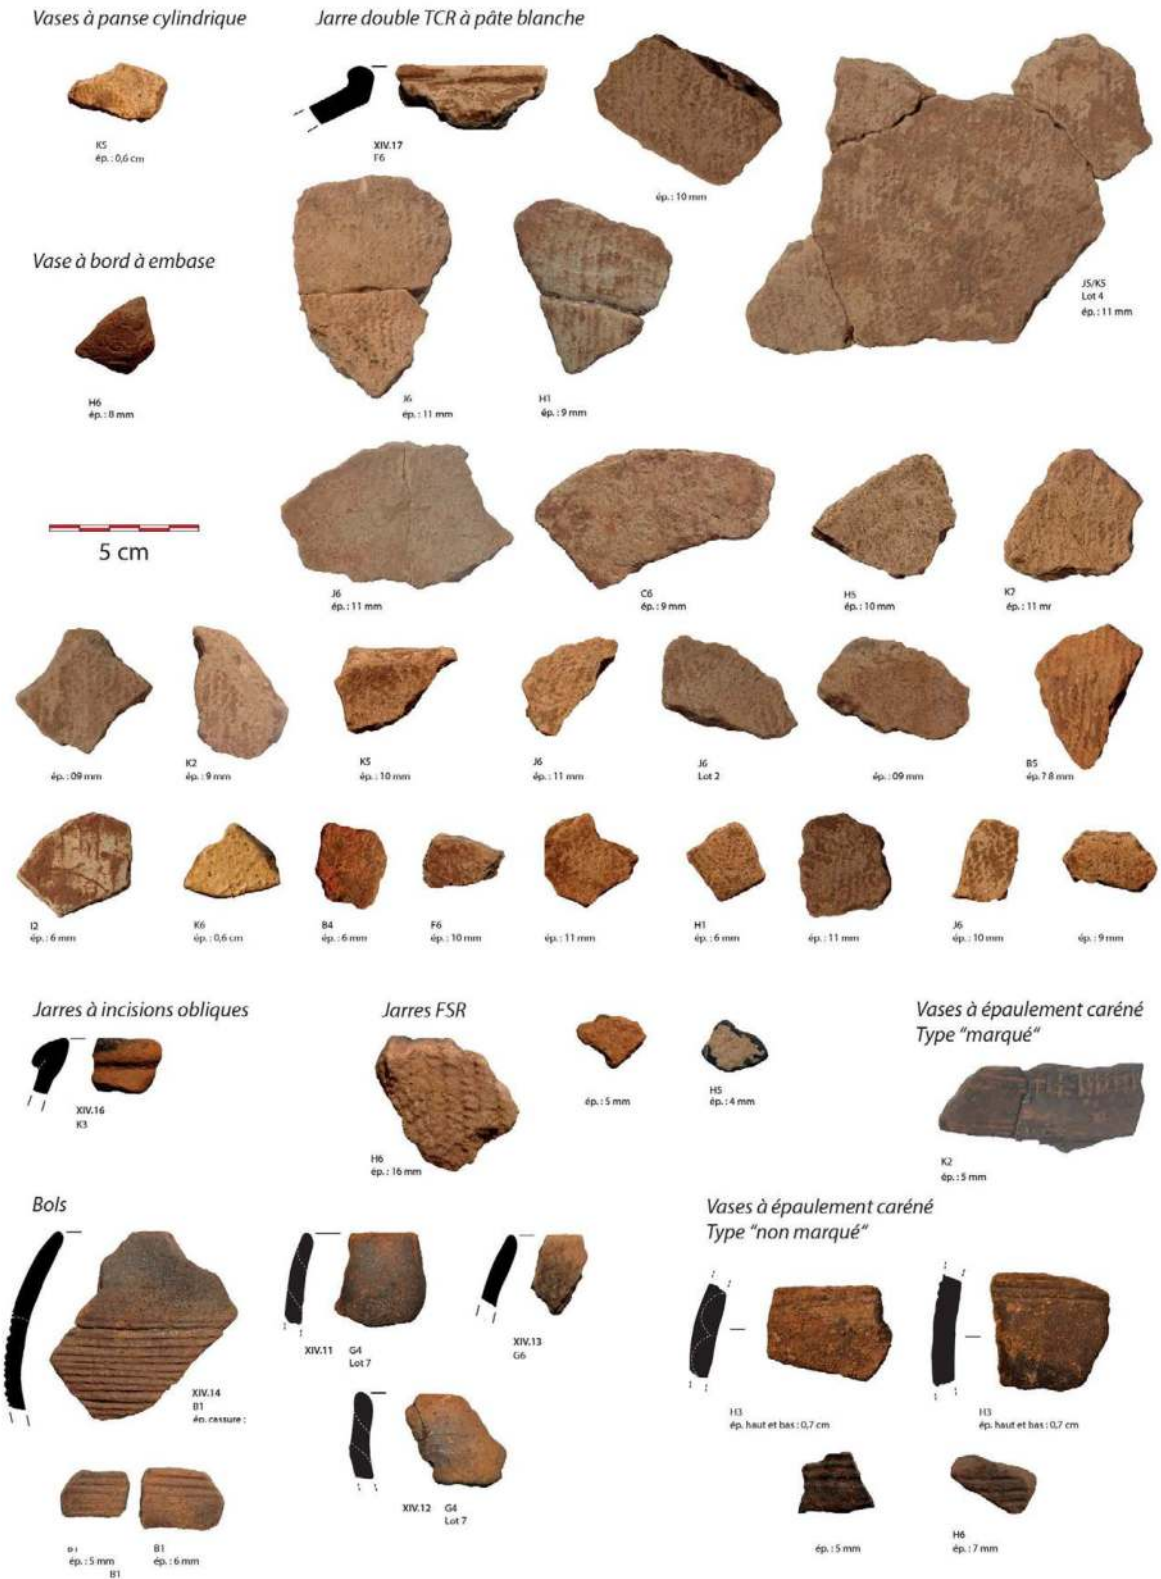 Vases à panse cylindrique
Jarre double TCR à pâte blanche
K5
ép. : 0,6 cm
XIV.17
F6
ép. : 10 mm
J5/K5
Lot 4
ép. : 11 mm
Vase à bord à embase
H6
ép. : 8 mm
J6
ép. : 11 mm
H1
ép. : 9 mm
5 cm
J6
ép. : 11 mm
C6
ép. : 9 mm
H5
ép. : 10 mm
K7
ép. : 11 mr
ép. : 09 mm
K2
ép. : 9 mm
K5
ép. : 10 mm
J6
ép. : 11 mm
J6
Lot 2
ép. : 09 mm
B5
ép. ? 8 mm
I2
ép. : 6 mm
K6
ép. : 0,6 cm
B4
ép. : 6 mm
F6
ép. : 10 mm
ép. : 11 mm
H1
ép. : 6 mm
ép. : 11 mm
J6
ép. : 10 mm
ép. : 9 mm
Jarres à incisions obliques
XIV.16
K3
Jarres FSR
H6
ép. : 16 mm
ép. : 5 mm
H5
ép. : 4 mm
Vases à épaulement caréné
Type "marqué"
K2
ép. : 5 mm
Bols
XIV.14
B1
ép. cassure :
XIV.11
G4
Lot 7
XIV.13
G6
XIV.12
G4
Lot 7
B1
ép. : 5 mm
B1
B1
ép. : 6 mm
Vases à épaulement caréné
Type "non marqué"
H3
ép. haut et bas : 0,7 cm
H3
ép. haut et bas : 0,7 cm
ép. : 5 mm
H6
ép. : 7 mm